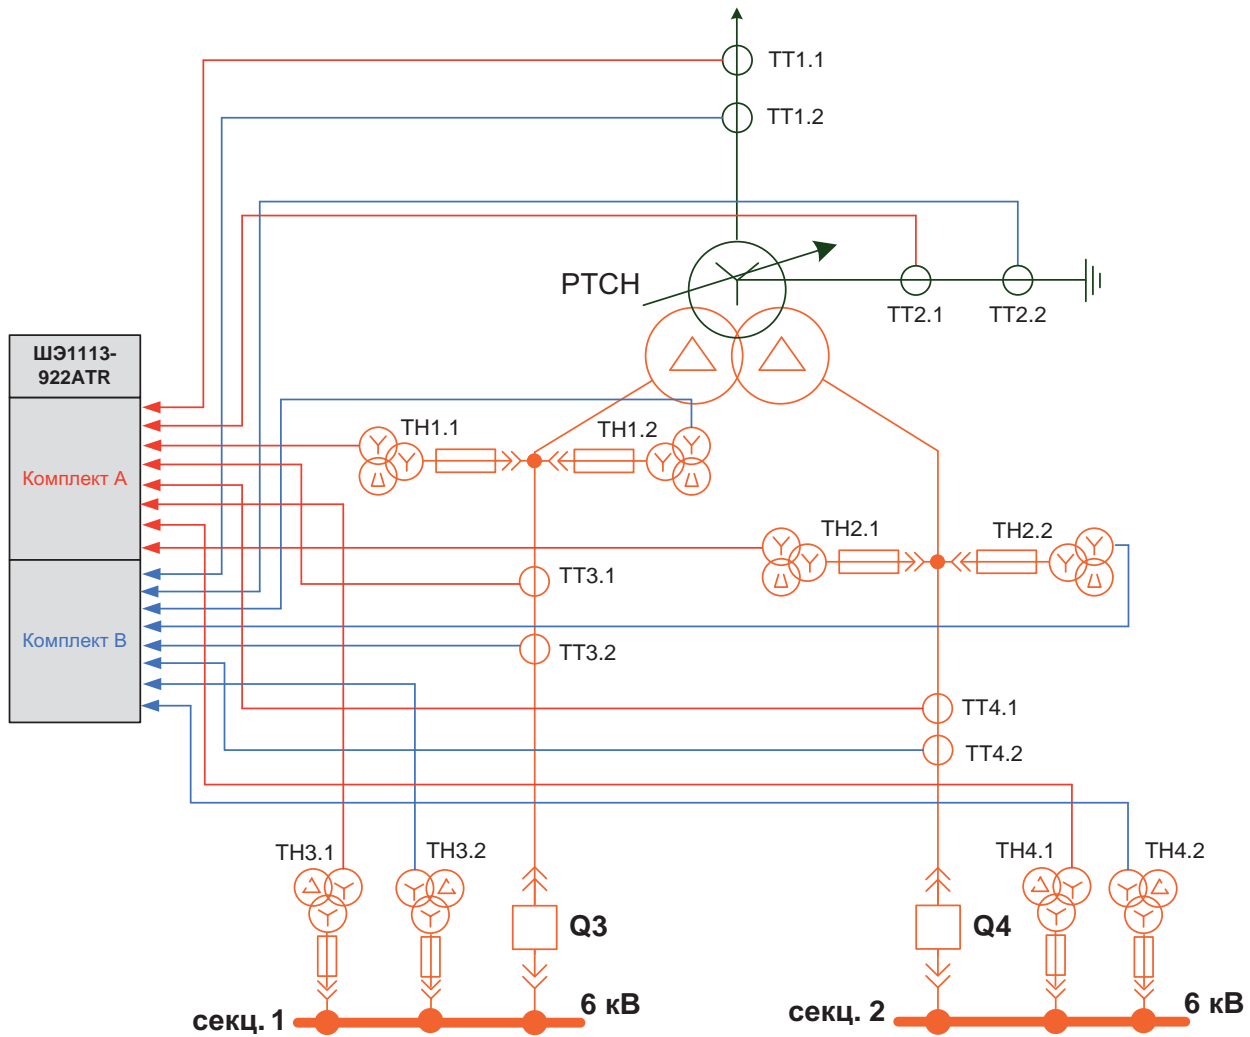 ТТ1.1
ТТ1.2
РТСН
ТТ2.1
ТТ2.2
ШЭ1113-
922ATR
Комплект А
Комплект В
ТН1.1
ТН1.2
ТН2.1
ТН2.2
ТТ3.1
ТТ3.2
ТТ4.1
ТТ4.2
ТН3.1
ТН3.2
ТН4.1
ТН4.2
Q3
Q4
секц. 1
6 кВ
секц. 2
6 кВ